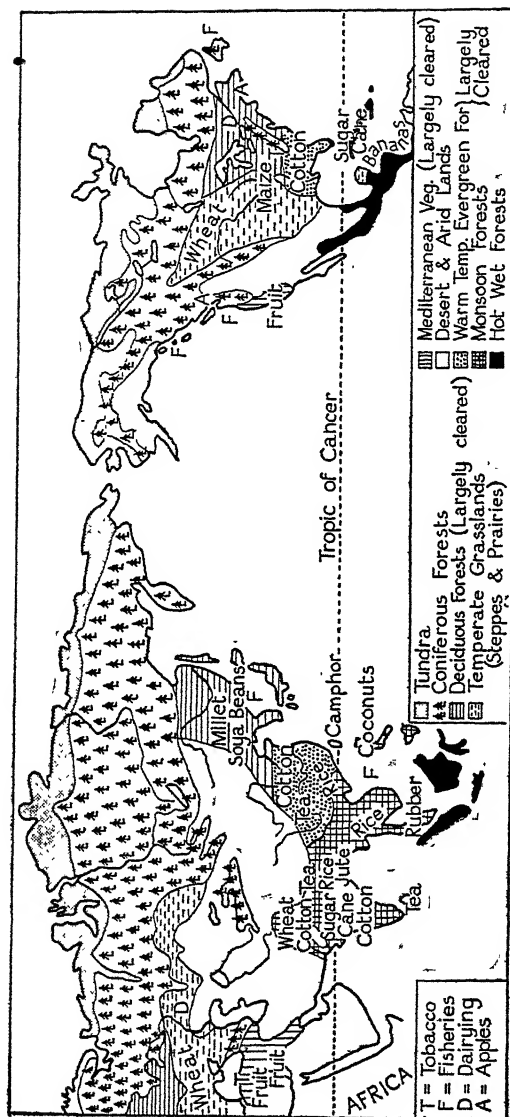 Wheat
D
T
Fruit
Fruit
AFRICA
Wheat
Cotton Tea
Sugar Rice
Cane Jute
Cotton
Tea
Millet
Soya Beans
F
Cotton
Tea
Rice
Rice
Camphor
F Coconuts
Rubber
Tropic of Cancer
F
A
F
Fruit
Wheat
Maize
Cotton
D
A
F
Sugar
Cane
Bananas
T = Tobacco
F = Fisheries
D = Dairying
A = Apples
Tundra
Coniferous Forests
Deciduous Forests (Largely cleared)
Temperate Grasslands
(Steppes & Prairies)
Mediterranean Veg. (Largely cleared)
Desert & Arid Lands
Warm Temp. Evergreen For} Largely
Monsoon Forests } Cleared
Hot Wet Forests